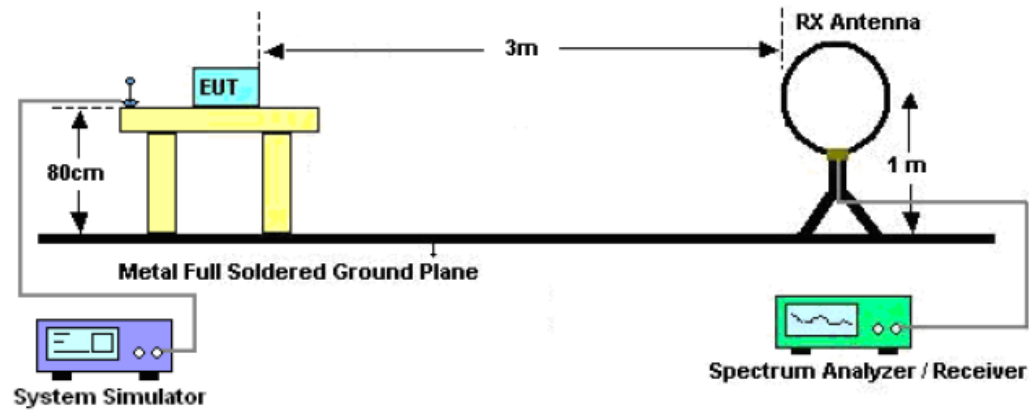 RX Antenna
3m
EUT
80cm
1 m
Metal Full Soldered Ground Plane
System Simulator
Spectrum Analyzer / Receiver